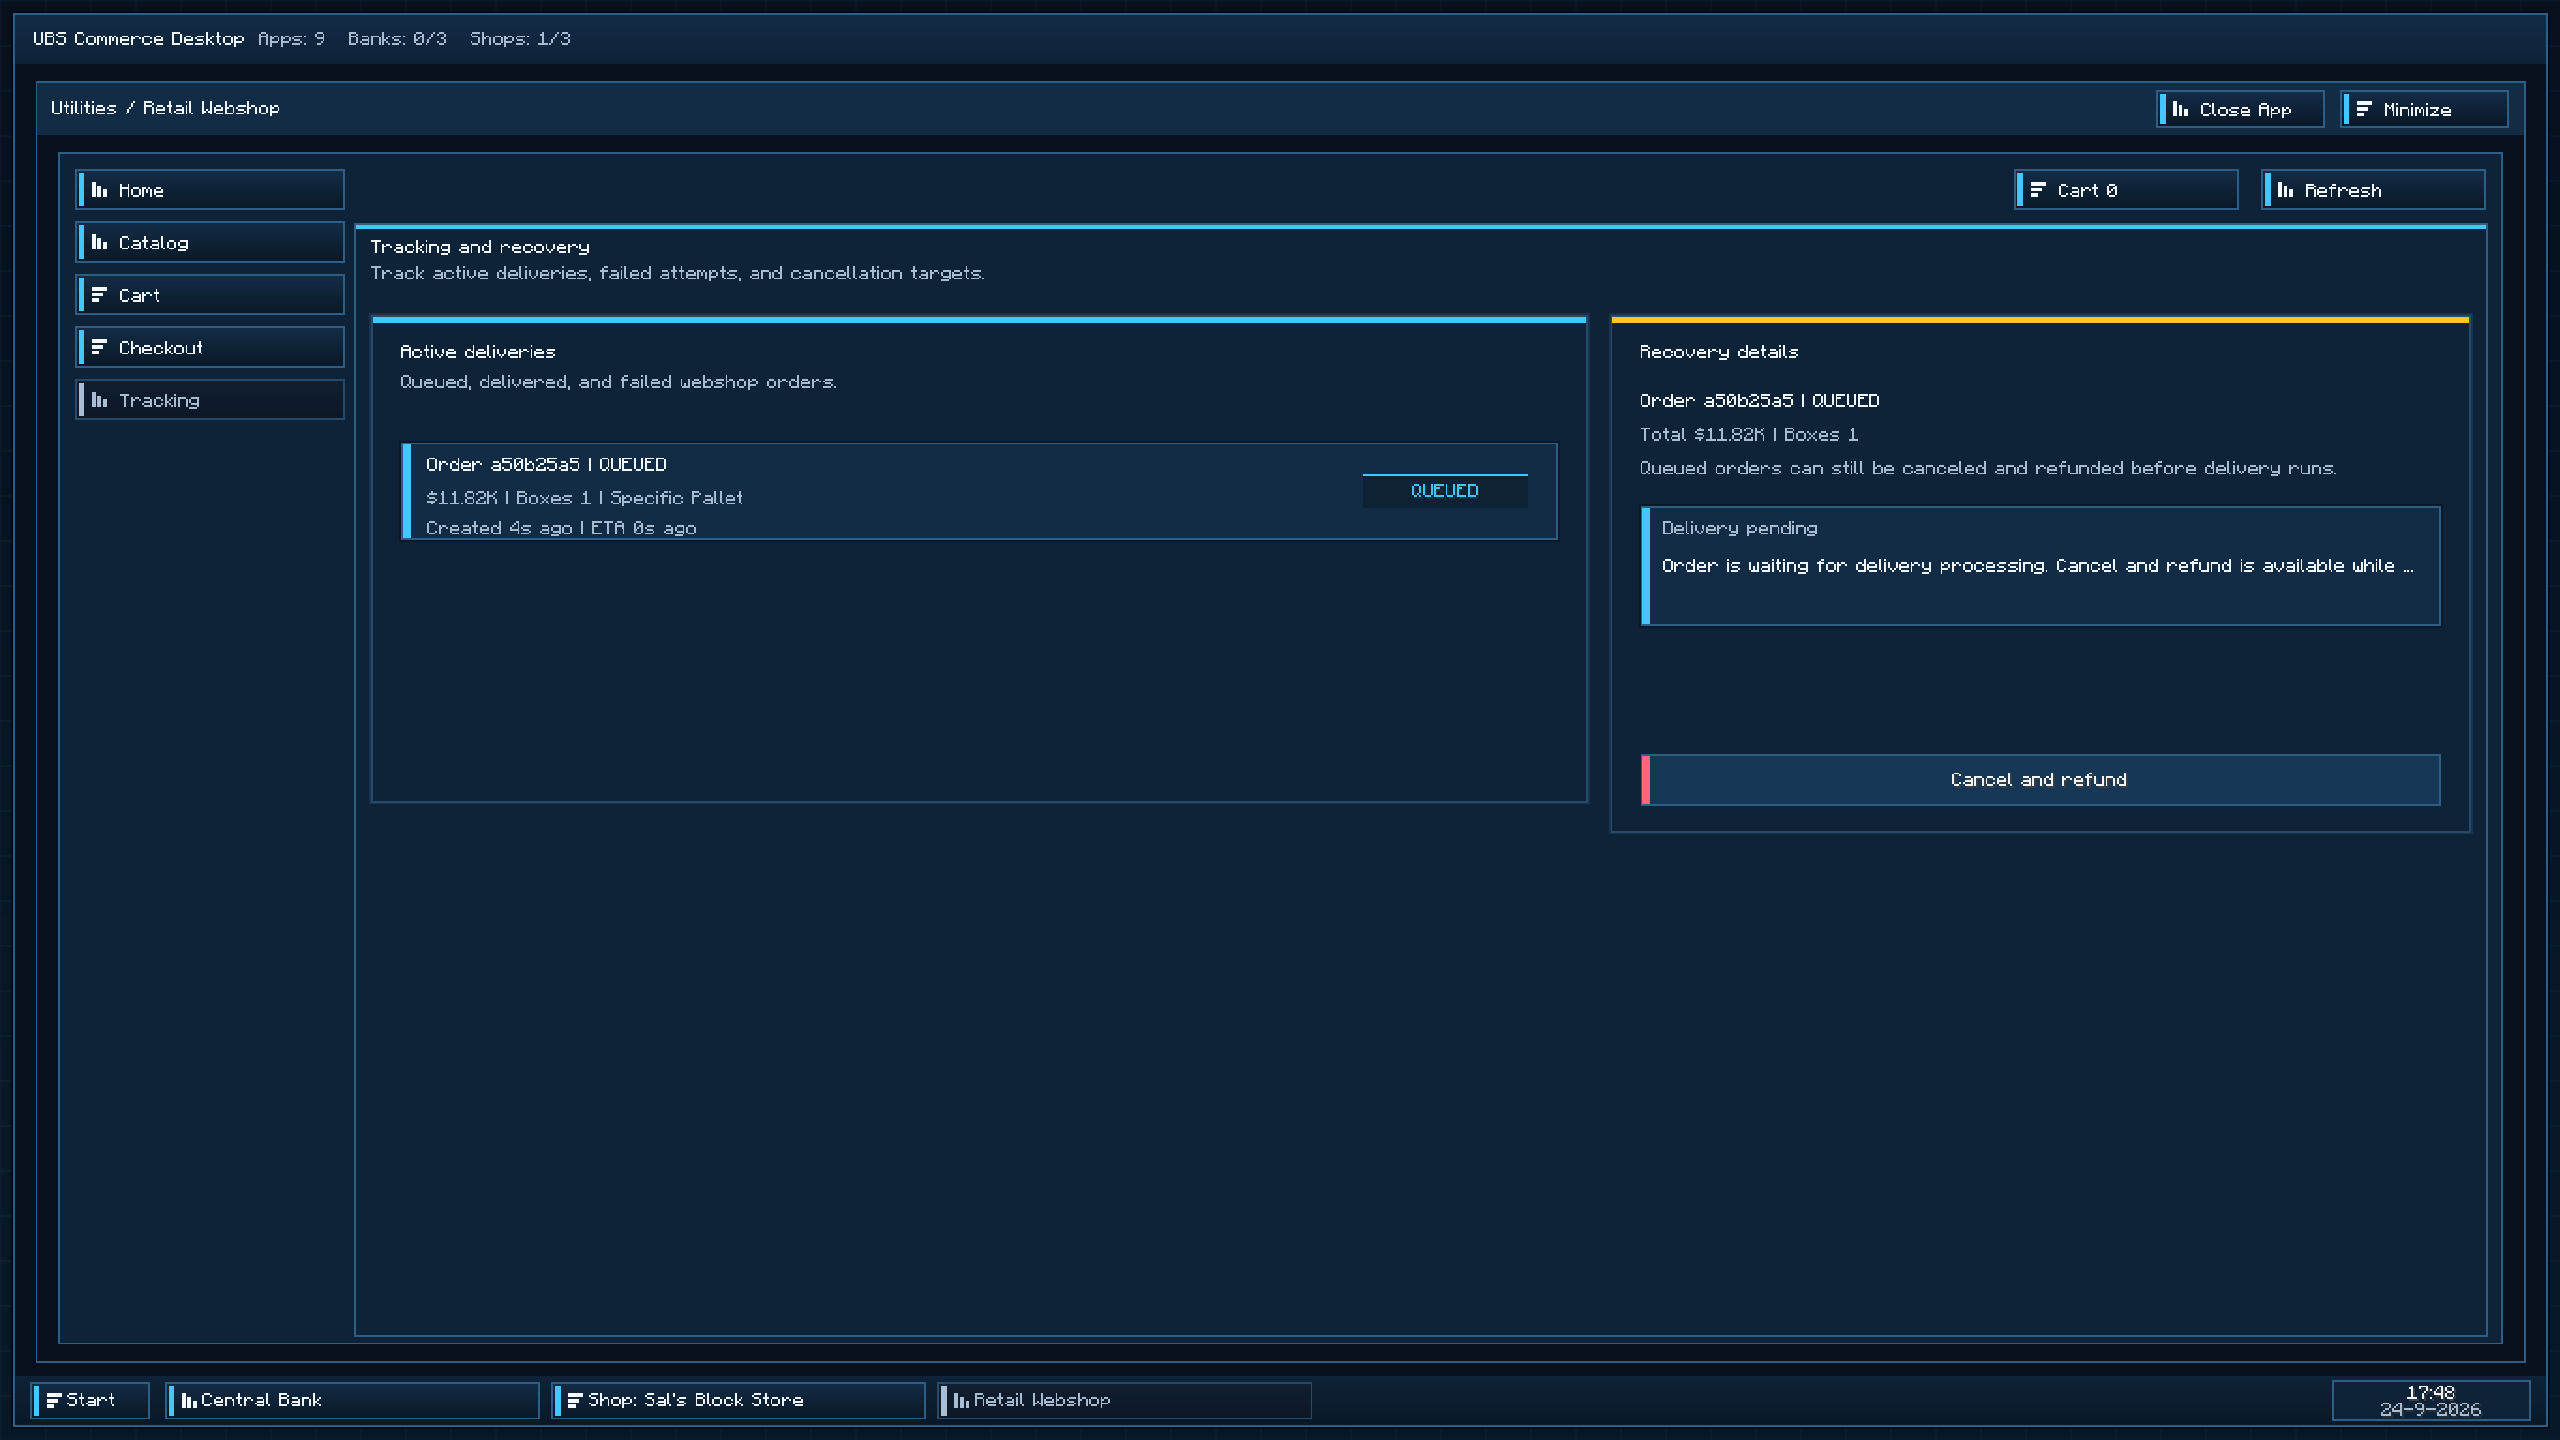 UBS Commerce Desktop Apps: 9 Banks: 0/3 Shops: 1/3
Utilities / Retail Webshop
Close App
Minimize
Home
Catalog
Cart
Checkout
Tracking
Cart 0
Refresh
Tracking and recovery
Track active deliveries, failed attempts, and cancellation targets.
Active deliveries
Queued, delivered, and failed webshop orders.
Order a50b25a5 | QUEUED
$11.82K | Boxes 1 | Specific Pallet
Created 4s ago | ETA 0s ago
QUEUED
Recovery details
Order a50b25a5 | QUEUED
Total $11.82K | Boxes 1
Queued orders can still be canceled and refunded before delivery runs.
Delivery pending
Order is waiting for delivery processing. Cancel and refund is available while ...
Cancel and refund
Start
Central Bank
Shop: Sal's Block Store
Retail Webshop
17:48
24-9-2026